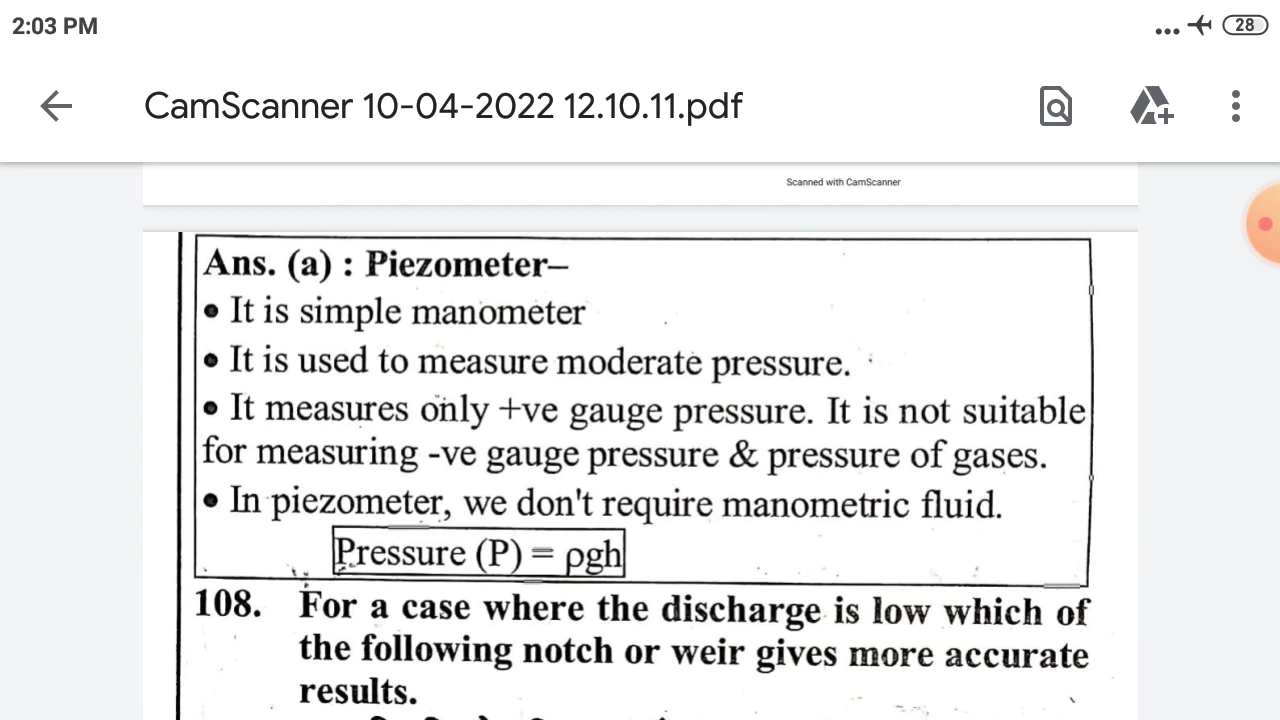 2:03 PM
28
CamScanner 10-04-2022 12.10.11.pdf
Scanned with CamScanner
Ans. (a) : Piezometer–
• It is simple manometer
• It is used to measure moderate pressure.
• It measures only +ve gauge pressure. It is not suitable
for measuring -ve gauge pressure & pressure of gases.
• In piezometer, we don't require manometric fluid.
Pressure (P) = ρgh
108. For a case where the discharge is low which of
the following notch or weir gives more accurate
results.